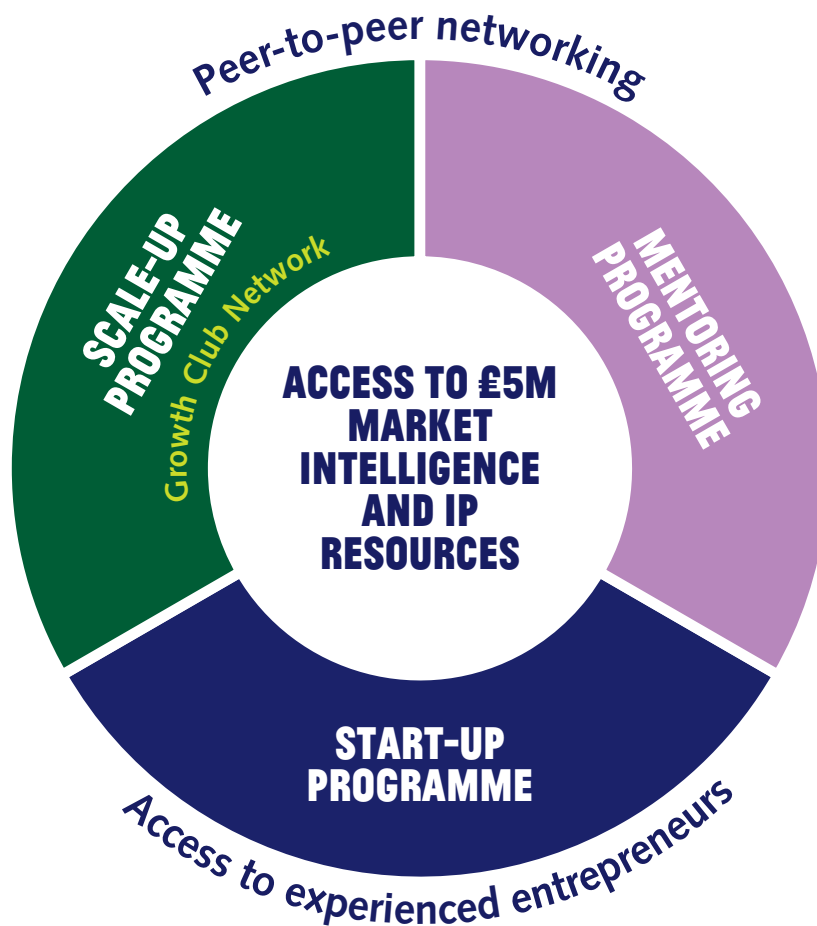 Peer-to-peer networking
SCALE-UP
PROGRAMME
Growth Club Network
MENTORING
PROGRAMME
ACCESS TO £5M
MARKET
INTELLIGENCE
AND IP
RESOURCES
START-UP
PROGRAMME
Access to experienced entrepreneurs